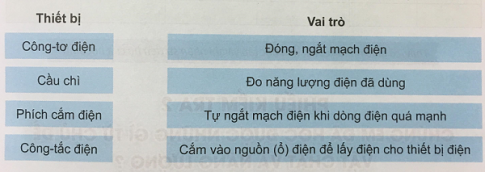 Thiết bị Vai trò
Công-tơ điện Đóng, ngắt mạch điện
Cầu chì Đo năng lượng điện đã dùng
Phích cắm điện Tự ngắt mạch điện khi dòng điện quá mạnh
Công-tắc điện Cắm vào nguồn (ổ) điện để lấy điện cho thiết bị điện